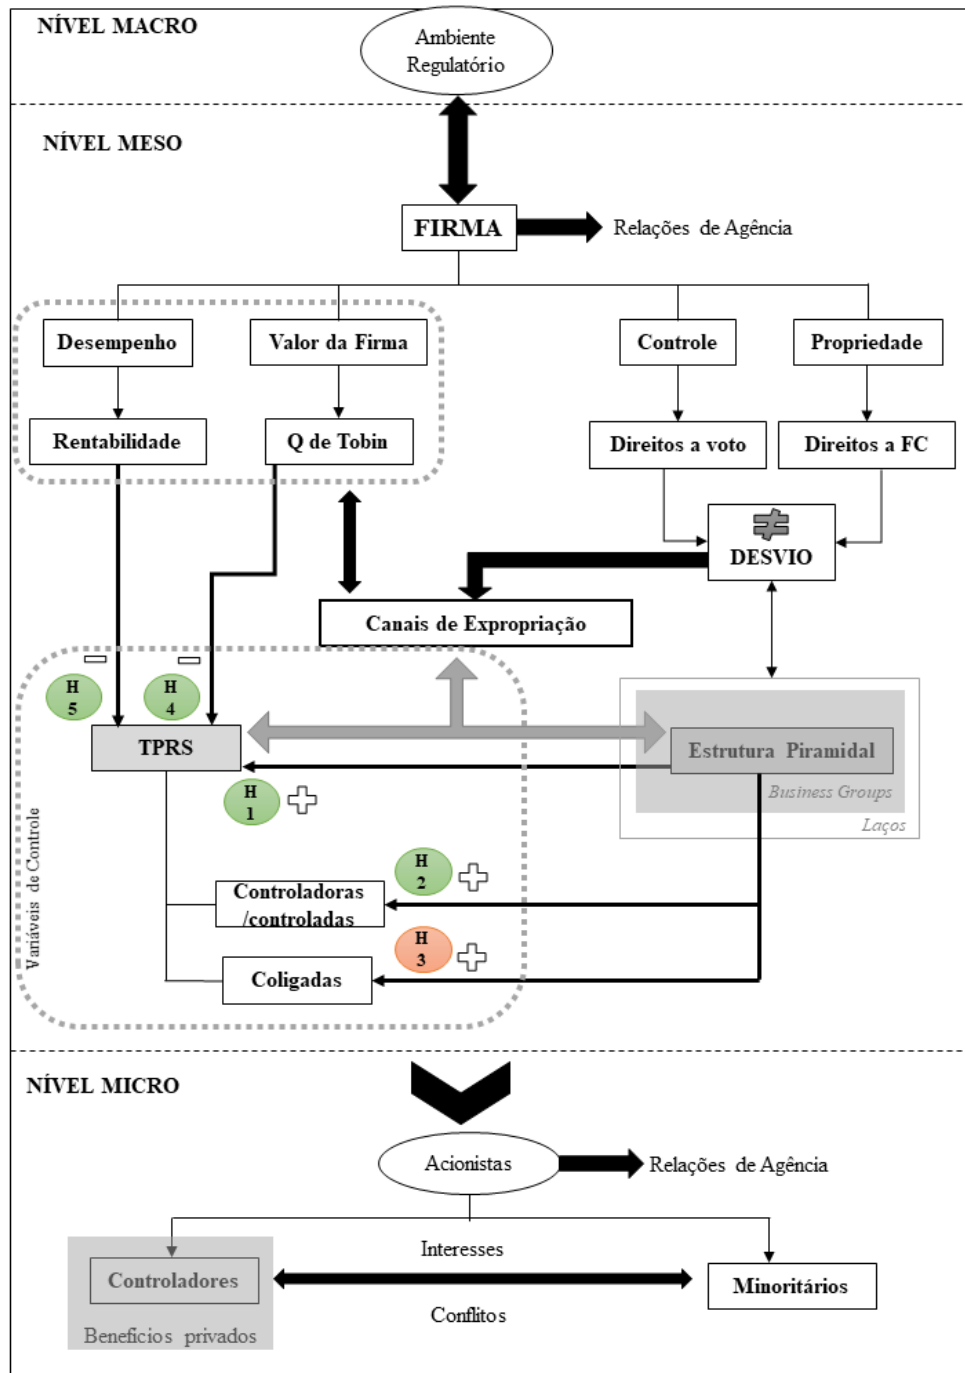 NÍVEL MACRO
Ambiente
Regulatório
NÍVEL MESO
FIRMA
Relações de Agência
Desempenho
Valor da Firma
Controle
Propriedade
Rentabilidade
Q de Tobin
Direitos a voto
Direitos a FC
≠
DESVIO
Canais de Expropriação
H
5
H
4
TPRS
Estrutura Piramidal
Business Groups
Laços
H
1
Variáveis de Controle
H
2
Controladoras
/controladas
H
3
Coligadas
NÍVEL MICRO
Acionistas
Relações de Agência
Interesses
Controladores
Minoritários
Conflitos
Benefícios privados